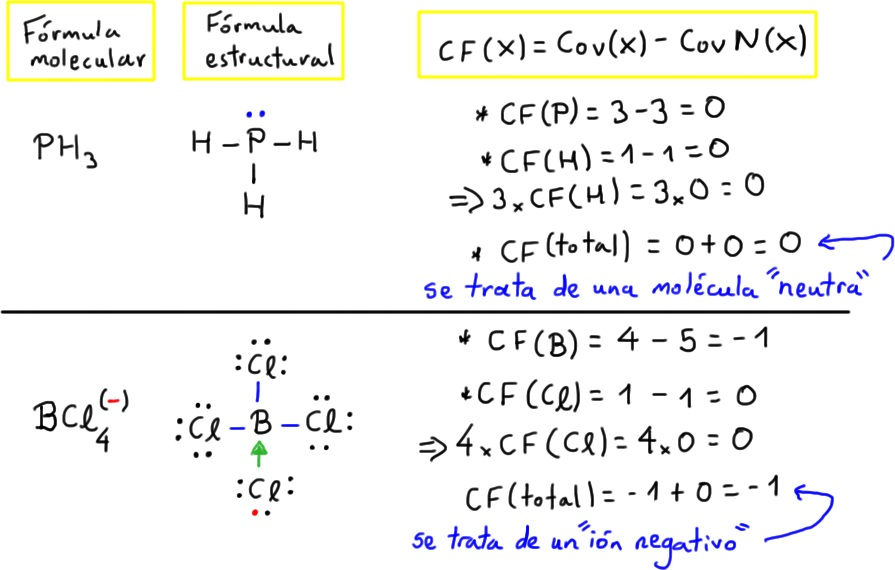 Fórmula molecular
Fórmula estructural
CF(x) = Cov(x) - CovN(x)
PH3
H - P - H
H
* CF(P) = 3 - 3 = 0
* CF(H) = 1 - 1 = 0
=> 3 x CF(H) = 3 x 0 = 0
* CF(total) = 0 + 0 = 0
se trata de una molécula "neutra"
BCl4(-)
:Cl:
:Cl - B - Cl:
:Cl:
* CF(B) = 4 - 5 = -1
* CF(Cl) = 1 - 1 = 0
=> 4 x CF(Cl) = 4 x 0 = 0
CF(total) = -1 + 0 = -1
se trata de un "ión negativo"